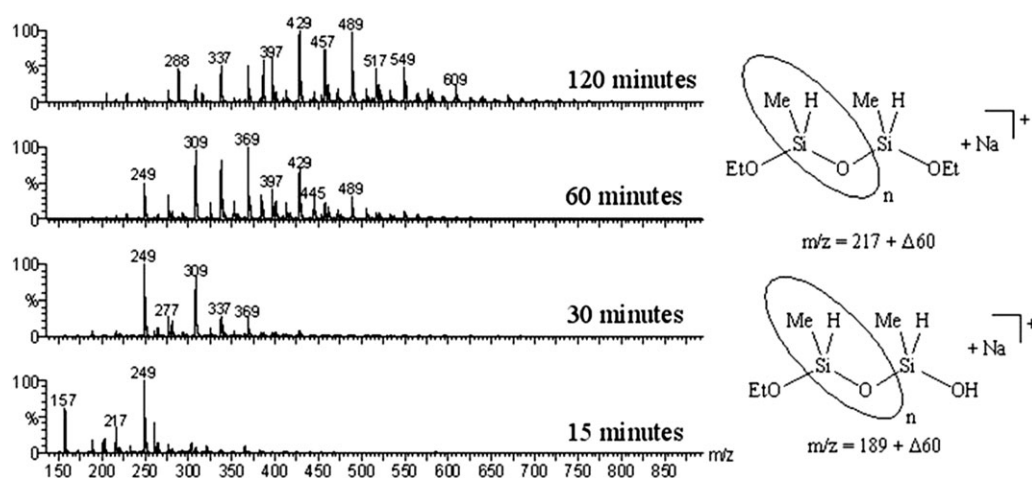 100
%
0
288
337
397
429
457
489
517
549
609
120 minutes
100
%
0
249
309
369
397
429
445
489
60 minutes
100
%
0
249
277
309
337
369
30 minutes
100
%
0
157
217
249
15 minutes
m/z
150 200 250 300 350 400 450 500 550 600 650 700 750 800 850
Me H Me H
Si Si
EtO O OEt
n
+ Na
+
m/z = 217 + Δ60
Me H Me H
Si Si
EtO O OH
n
+ Na
+
m/z = 189 + Δ60